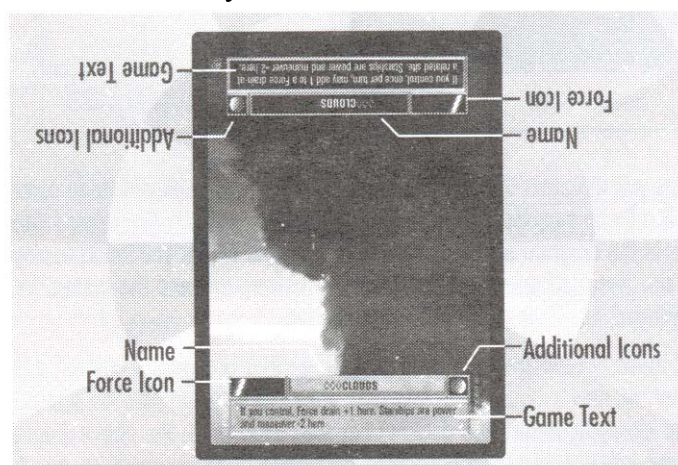 If you control, once per turn, may add 1 to a Force drain at
a related site. Starships are power and maneuver -2 here.
Game Text
Force Icon
CLOUDS
Additional Icons
Name
Name
Additional Icons
Force Icon
CLOUDS
If you control, Force drain +1 here. Starships are power
and maneuver -2 here.
Game Text